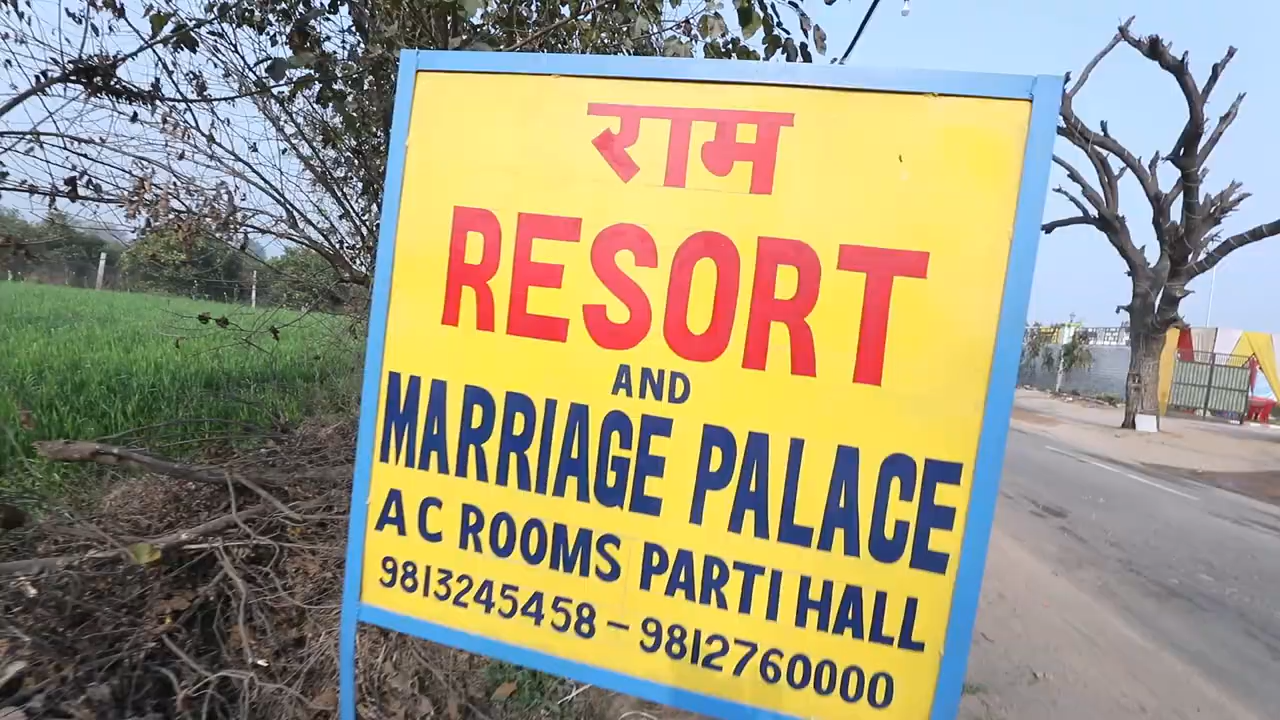 राम
RESORT
AND
MARRIAGE PALACE
A C ROOMS PARTI HALL
9813245458 - 9812760000